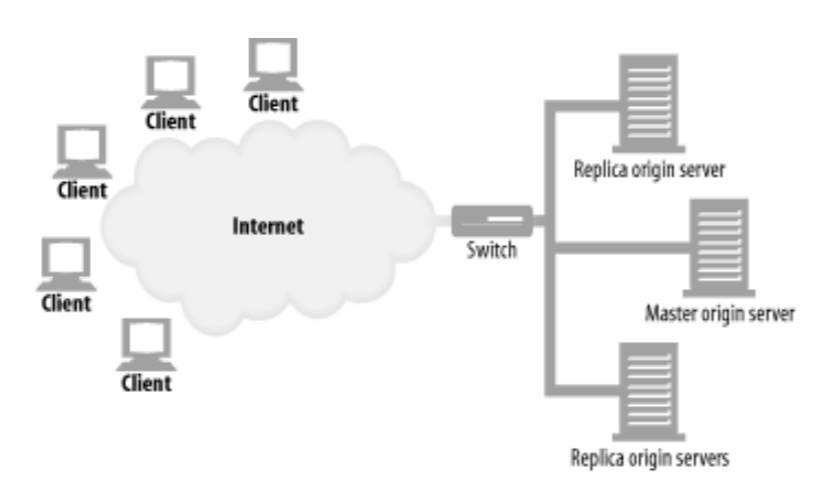 Client
Client
Client
Client
Client
Internet
Switch
Replica origin server
Master origin server
Replica origin servers